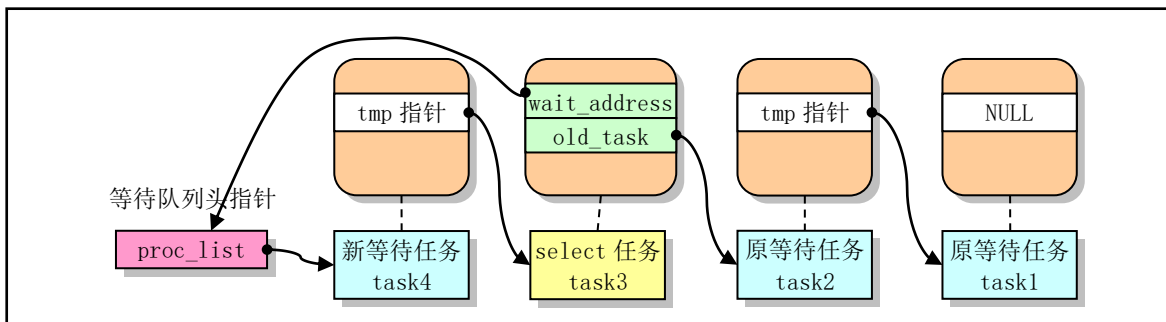 tmp 指针
wait_address
old_task
tmp 指针
NULL
等待队列头指针
proc_list
新等待任务
task4
select 任务
task3
原等待任务
task2
原等待任务
task1